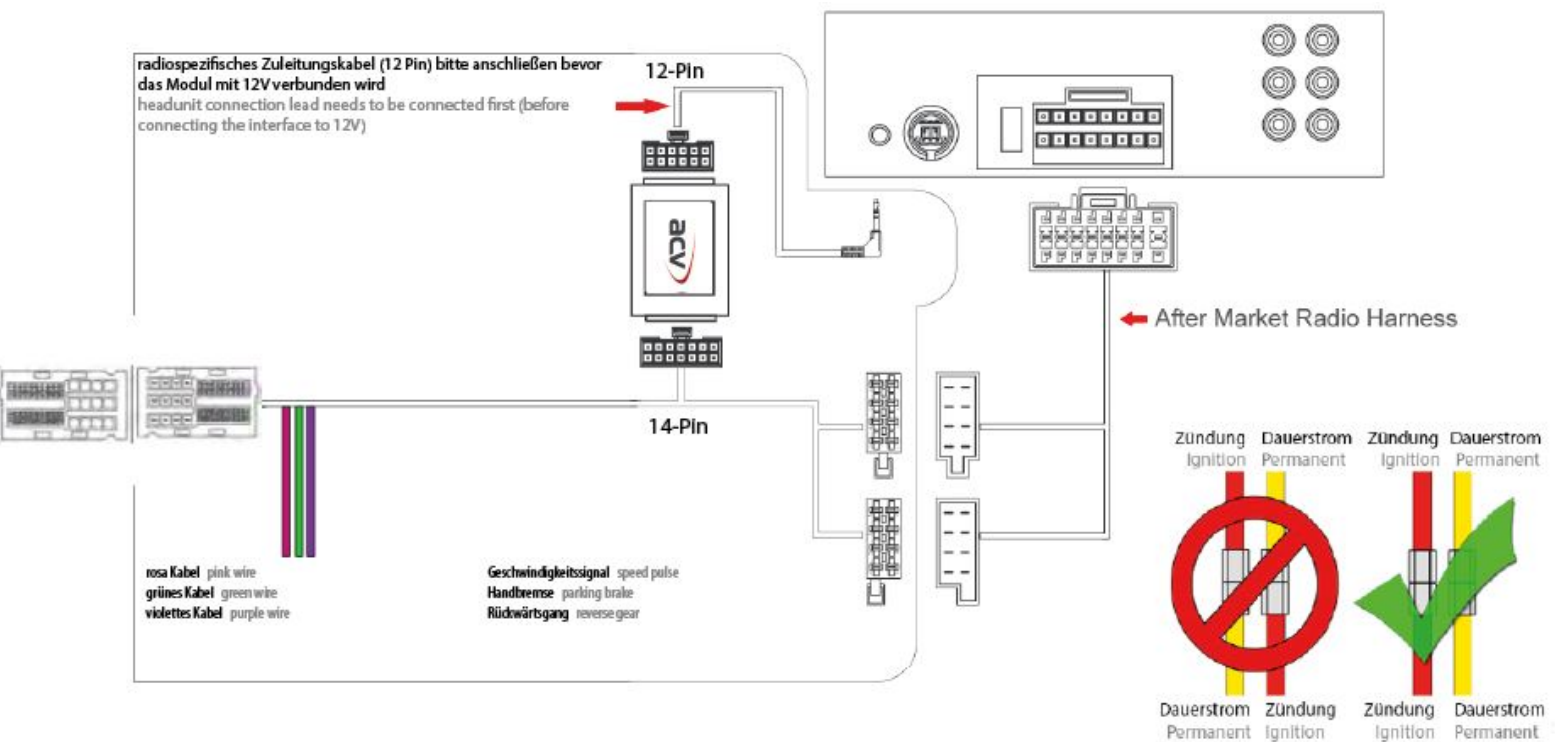 radiospezifisches Zuleitungskabel (12 Pin) bitte anschließen bevor
das Modul mit 12V verbunden wird
headunit connection lead needs to be connected first (before
connecting the interface to 12V)
12-Pin
acv
After Market Radio Harness
14-Pin
rosa Kabel pink wire
grünes Kabel green wire
violettes Kabel purple wire
Geschwindigkeitssignal speed pulse
Handbremse parking brake
Rückwärtsgang reverse gear
Zündung Dauerstrom Zündung Dauerstrom
Ignition Permanent Ignition Permanent
Dauerstrom Zündung Zündung Dauerstrom
Permanent Ignition Ignition Permanent